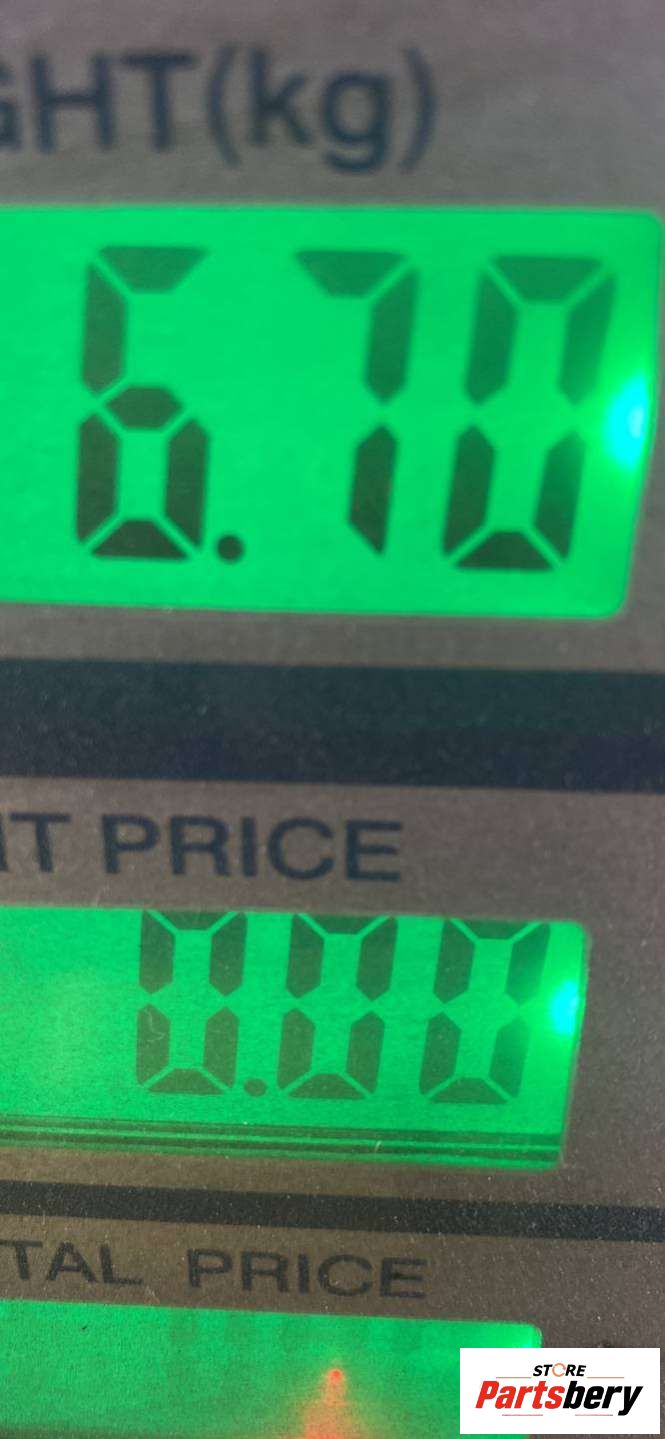 GHT(kg)
6.70
IT PRICE
0.00
TAL PRICE
STORE
Partsbery